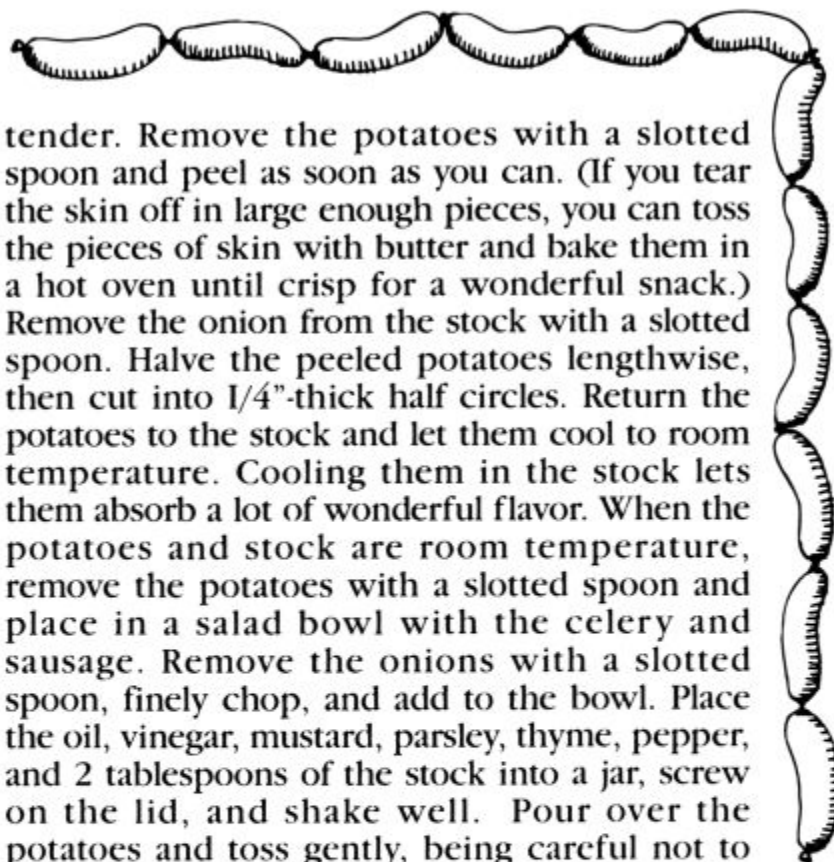 tender. Remove the potatoes with a slotted
spoon and peel as soon as you can. (If you tear
the skin off in large enough pieces, you can toss
the pieces of skin with butter and bake them in
a hot oven until crisp for a wonderful snack.)
Remove the onion from the stock with a slotted
spoon. Halve the peeled potatoes lengthwise,
then cut into 1/4"-thick half circles. Return the
potatoes to the stock and let them cool to room
temperature. Cooling them in the stock lets
them absorb a lot of wonderful flavor. When the
potatoes and stock are room temperature,
remove the potatoes with a slotted spoon and
place in a salad bowl with the celery and
sausage. Remove the onions with a slotted
spoon, finely chop, and add to the bowl. Place
the oil, vinegar, mustard, parsley, thyme, pepper,
and 2 tablespoons of the stock into a jar, screw
on the lid, and shake well. Pour over the
potatoes and toss gently, being careful not to